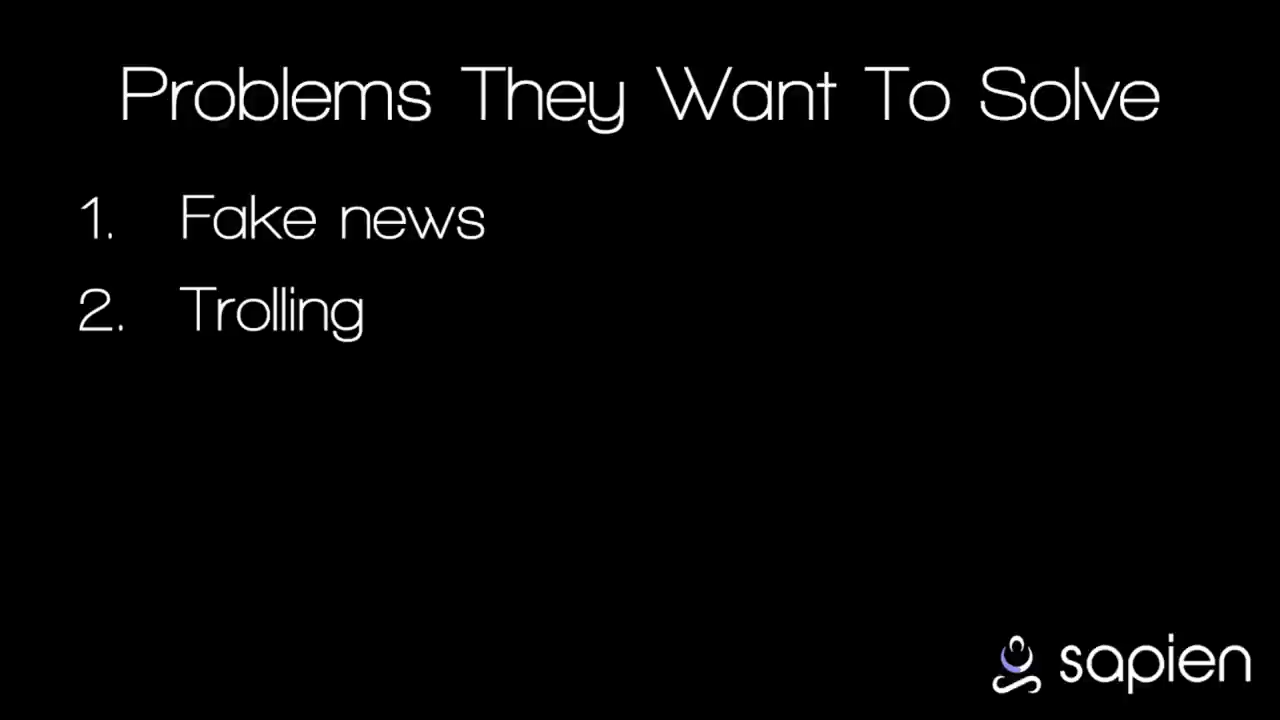 Problems They Want To Solve
1. Fake news
2. Trolling
sapien